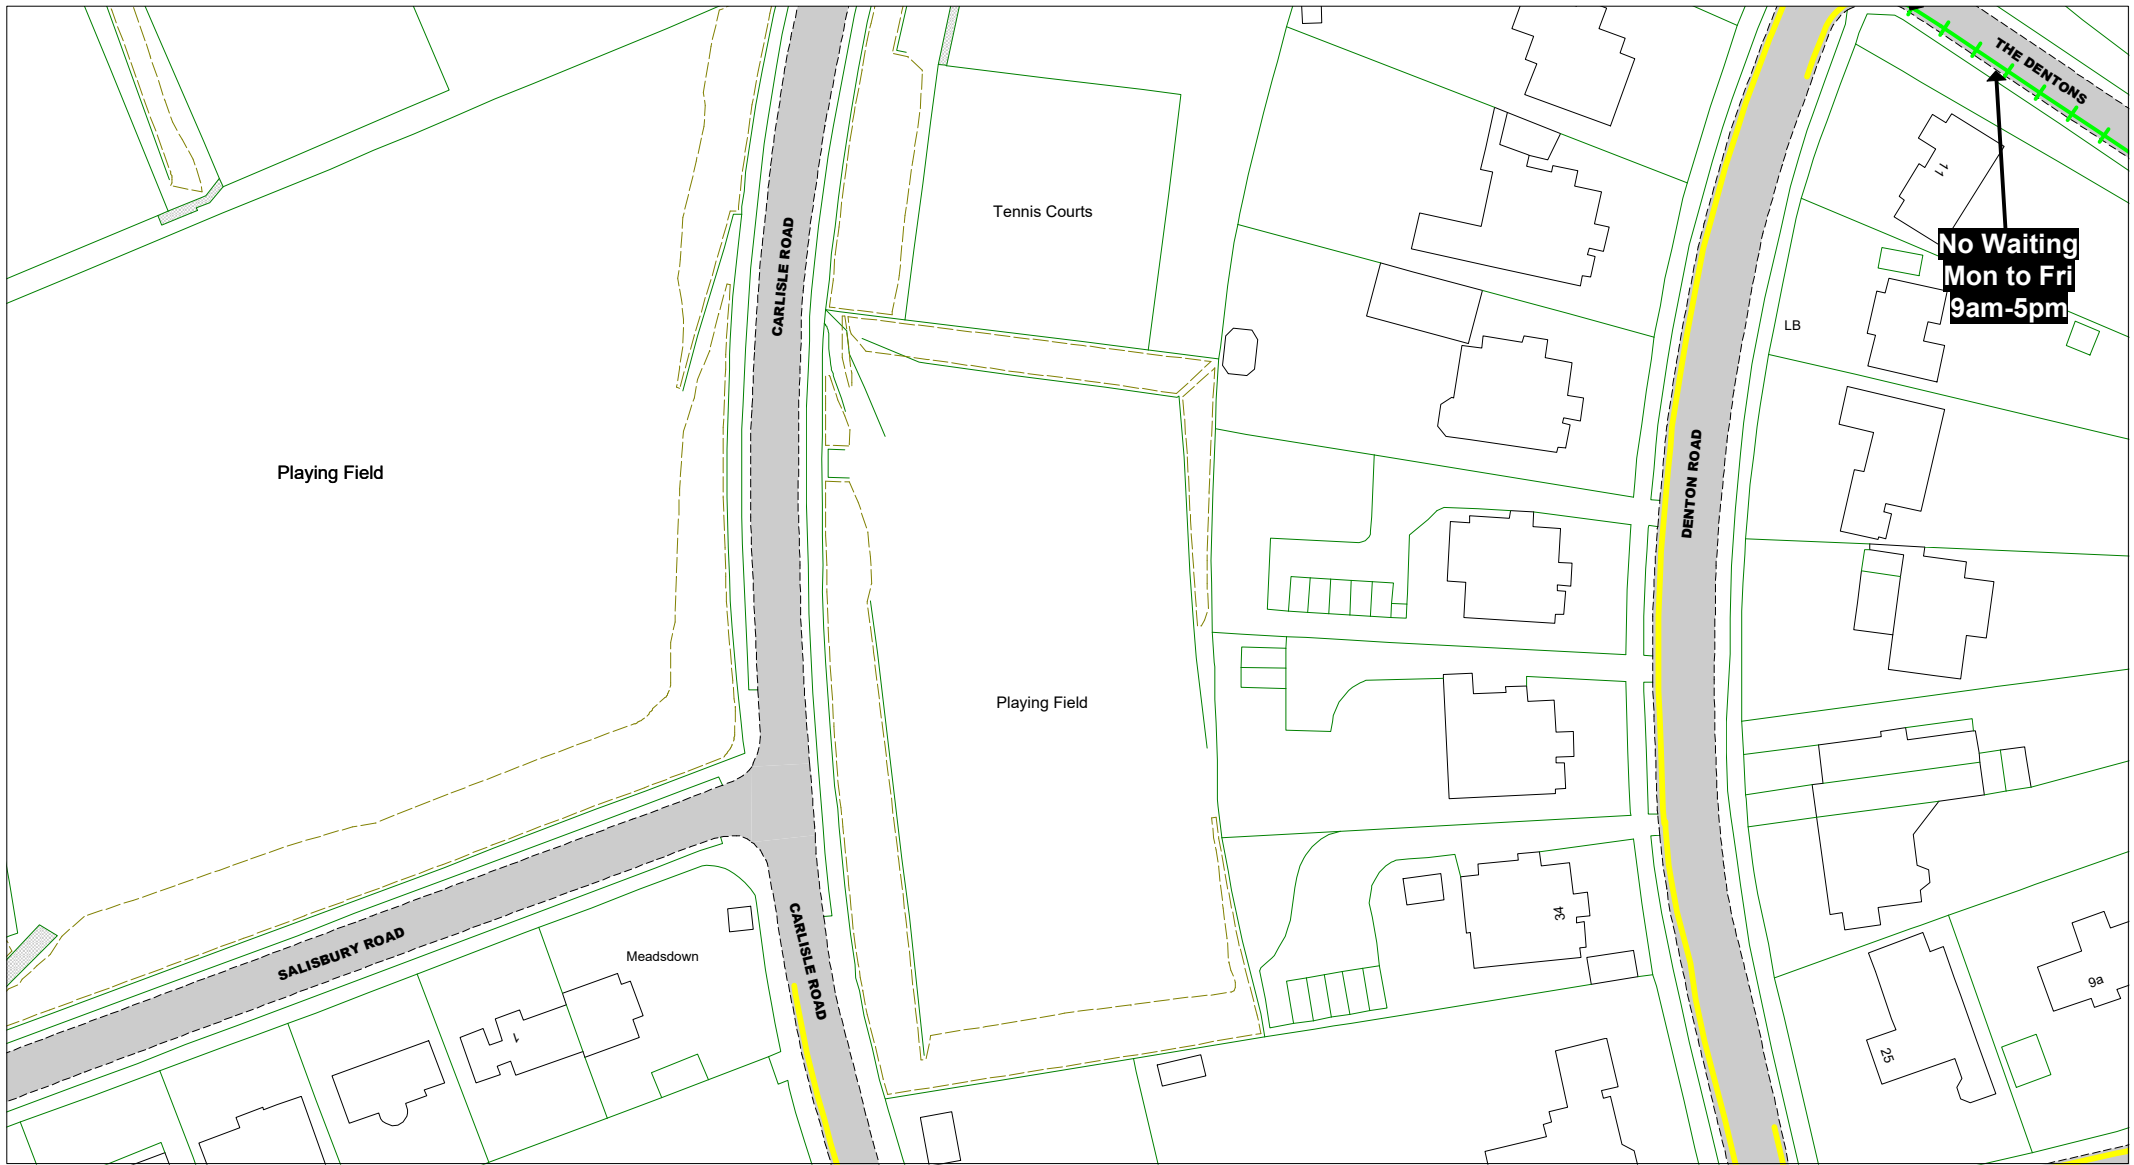 THE DENTONS
11
Tennis Courts
No Waiting
Mon to Fri
9am-5pm
CARLISLE ROAD
LB
Playing Field
DENTON ROAD
Playing Field
34
SALISBURY ROAD
Meadsdown
CARLISLE ROAD
9a
1
25